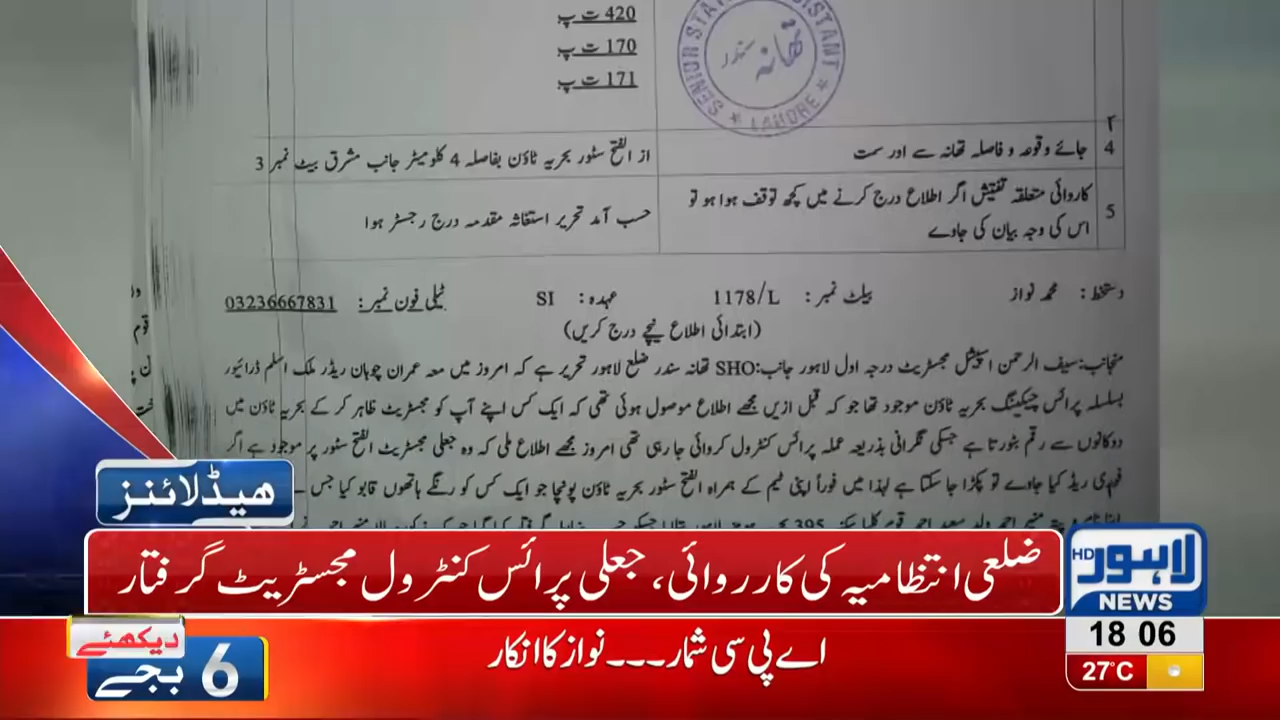 420 ت پ
170 ت پ
171 ت پ
SENIOR STATION ASSISTANT
تھانہ سندر
LAHORE
4 جائے وقوعہ و فاصلہ تھانہ سے اور سمت
از الفتح سٹور بحریہ ٹاؤن بفاصلہ 4 کلومیٹر جانب مشرق بیٹ نمبر 3
5 کاروائی متعلقہ تفتیش اگر اطلاع درج کرنے میں کچھ توقف ہوا ہو تو
اس کی وجہ بیان کی جاوے
حسب آمد تحریر استغاثہ مقدمہ درج رجسٹر ہوا
دستخط: محمد نواز بیلٹ نمبر: 1178/L عہدہ: SI ٹیلی فون نمبر: 03236667831
(ابتدائی اطلاع نیچے درج کریں)
منجانب:سیف الرحمن اسپیشل مجسٹریٹ درجہ اول لاہور جانب:SHO تھانہ سندر ضلع لاہور تحریر ہے کہ امروز میں معہ عمران چوہان ریڈر ملک اسلم ڈرائیور
بسلسلہ پرائس چیکینگ بحریہ ٹاؤن موجود تھا جو کہ قبل ازیں مجھے اطلاع موصول ہوئی تھی کہ ایک کس اپنے آپ کو مجسٹریٹ ظاہر کر کے بحریہ ٹاؤن میں
دوکانوں سے رقم بٹورتا ہے جسکی نگرانی بذریعہ عملہ پرائس کنٹرول کروائی جا رہی تھی امروز مجھے اطلاع ملی کہ وہ جعلی مجسٹریٹ الفتح سٹور پر موجود ہے اگر
فوری ریڈ کیا جاوے تو پکڑا جا سکتا ہے لہذا میں فوراً اپنی ٹیم کے ہمراہ الفتح سٹور بحریہ ٹاؤن پہنچا جو ایک کس کو رنگے ہاتھوں قابو کیا جس
ہیڈلائنز
ضلعی انتظامیہ کی کارروائی، جعلی پرائس کنٹرول مجسٹریٹ گرفتار
HD لاہور
NEWS
18 06
27°C
دیکھئے
6 بجے
اے پی سی شمار۔۔۔نواز کا انکار